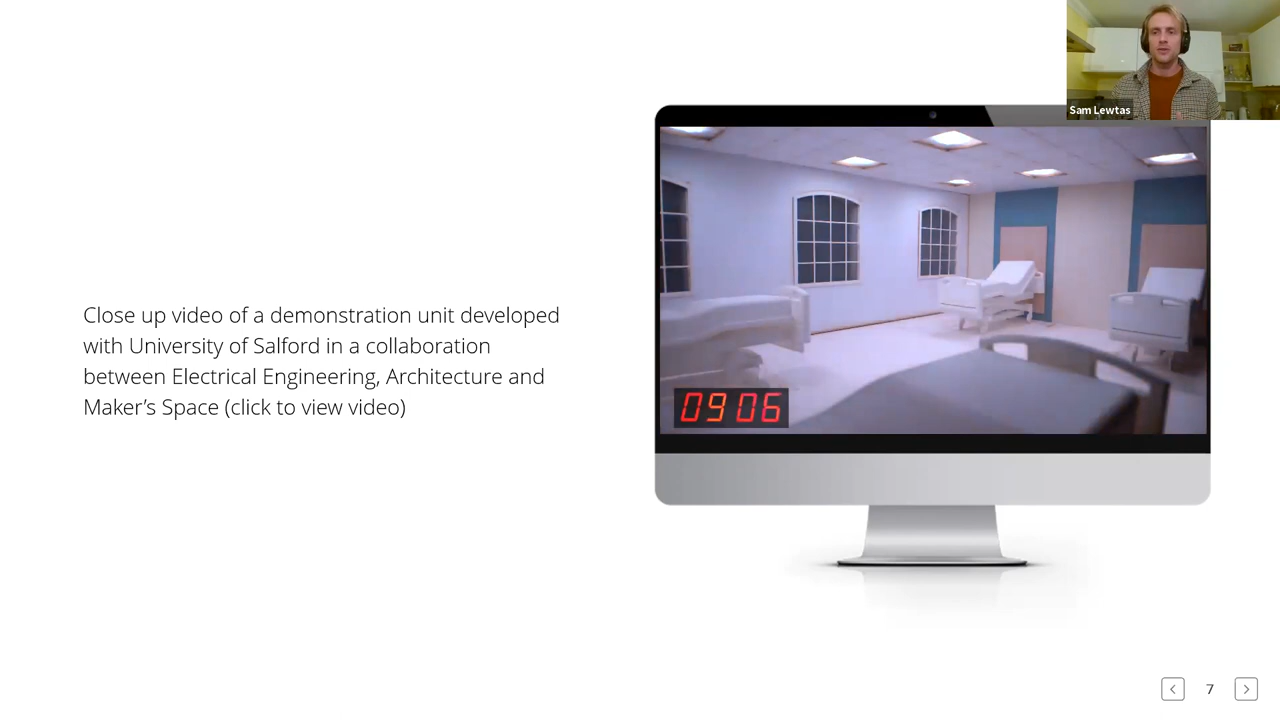 Sam Lewtas
Close up video of a demonstration unit developed
with University of Salford in a collaboration
between Electrical Engineering, Architecture and
Maker’s Space (click to view video)
09 06
7